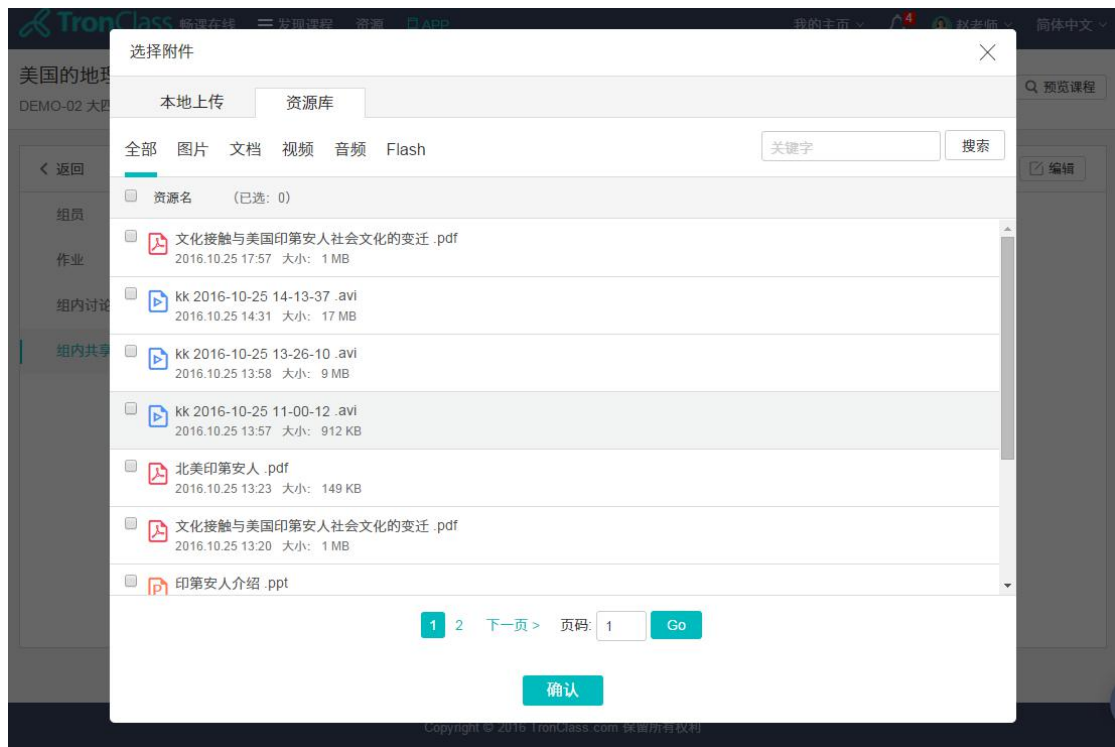 TronClass 畅课在线 发现课程 资源 APP 我的主页 4 赵老师 简体中文
选择附件
美国的地理
预览课程
DEMO-02 大四
本地上传 资源库
全部 图片 文档 视频 音频 Flash 关键字 搜索
返回 编辑
资源名 (已选: 0)
组员
文化接触与美国印第安人社会文化的变迁 .pdf
2016.10.25 17:57 大小: 1 MB
作业
kk 2016-10-25 14-13-37 .avi
组内讨论
2016.10.25 14:31 大小: 17 MB
组内共享
kk 2016-10-25 13-26-10 .avi
2016.10.25 13:58 大小: 9 MB
kk 2016-10-25 11-00-12 .avi
2016.10.25 13:57 大小: 912 KB
北美印第安人 .pdf
2016.10.25 13:23 大小: 149 KB
文化接触与美国印第安人社会文化的变迁 .pdf
2016.10.25 13:20 大小: 1 MB
印第安人介绍 .ppt
1 2 下一页 > 页码: 1 Go
确认
Copyright © 2016 TronClass.com 保留所有权利